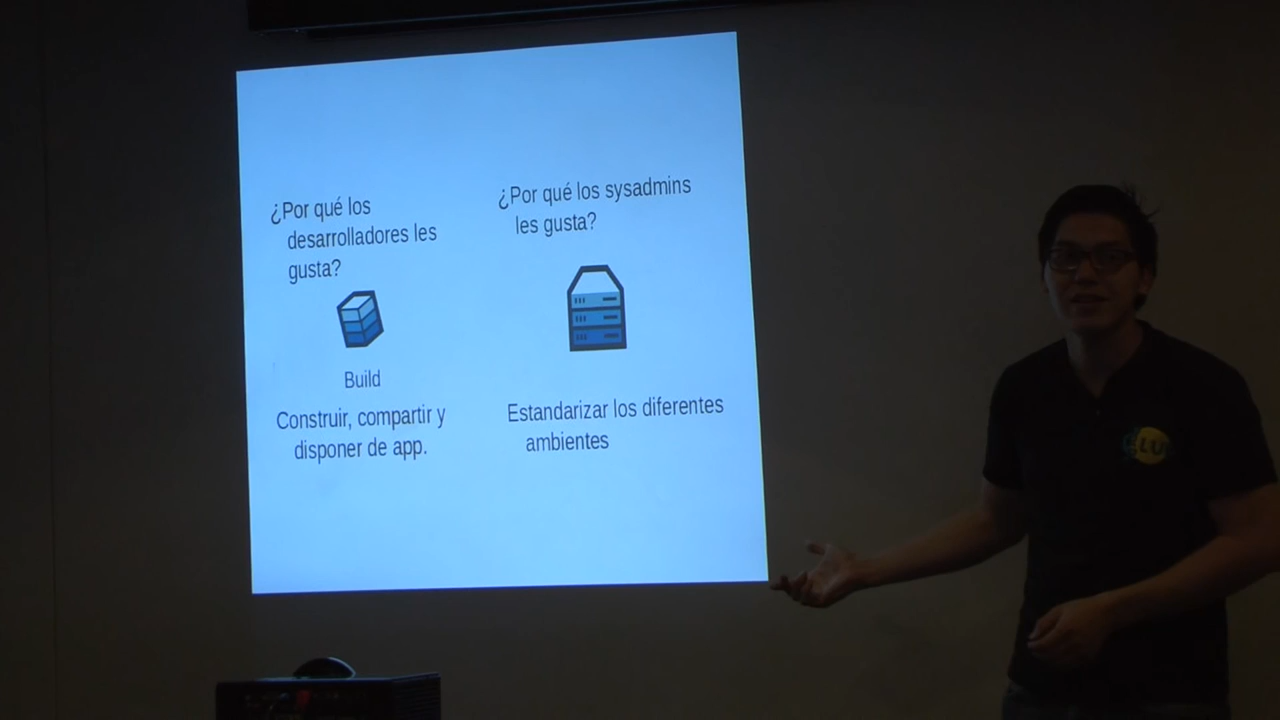 ¿Por qué los
desarrolladores les
gusta?
Build
Construir, compartir y
disponer de app.
¿Por qué los sysadmins
les gusta?
Estandarizar los diferentes
ambientes